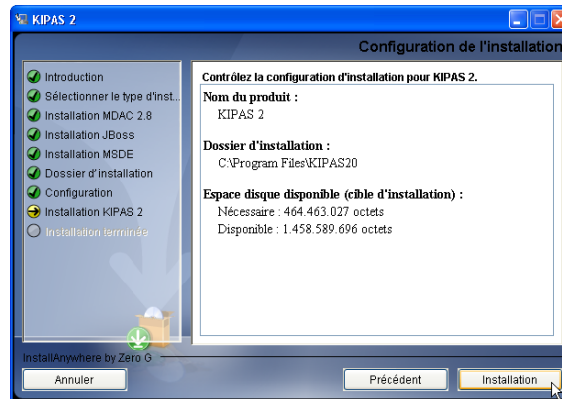 KIPAS 2
Configuration de l'installation
Introduction
Sélectionner le type d'inst...
Installation MDAC 2.8
Installation JBoss
Installation MSDE
Dossier d'installation
Configuration
Installation KIPAS 2
Installation terminée
Contrôlez la configuration d'installation pour KIPAS 2.
Nom du produit :
KIPAS 2
Dossier d'installation :
C:\Program Files\KIPAS20
Espace disque disponible (cible d'installation) :
Nécessaire : 464.463.027 octets
Disponible : 1.458.589.696 octets
InstallAnywhere by Zero G
Annuler
Précédent
Installation